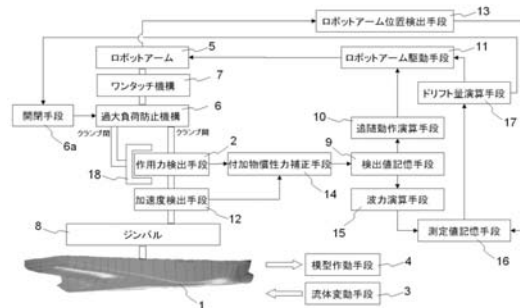 ロボットアーム位置検出手段
13
ロボットアーム
5
ロボットアーム駆動手段
11
ワンタッチ機構
7
ドリフト量演算手段
17
開閉手段
6a
過大負荷防止機構
6
クランプ閉
クランプ開
追随動作演算手段
10
作用力検出手段
2
付加物慣性力補正手段
14
検出値記憶手段
9
18
加速度検出手段
12
波力演算手段
15
ジンバル
8
測定値記憶手段
16
模型作動手段
4
流体変動手段
3
1